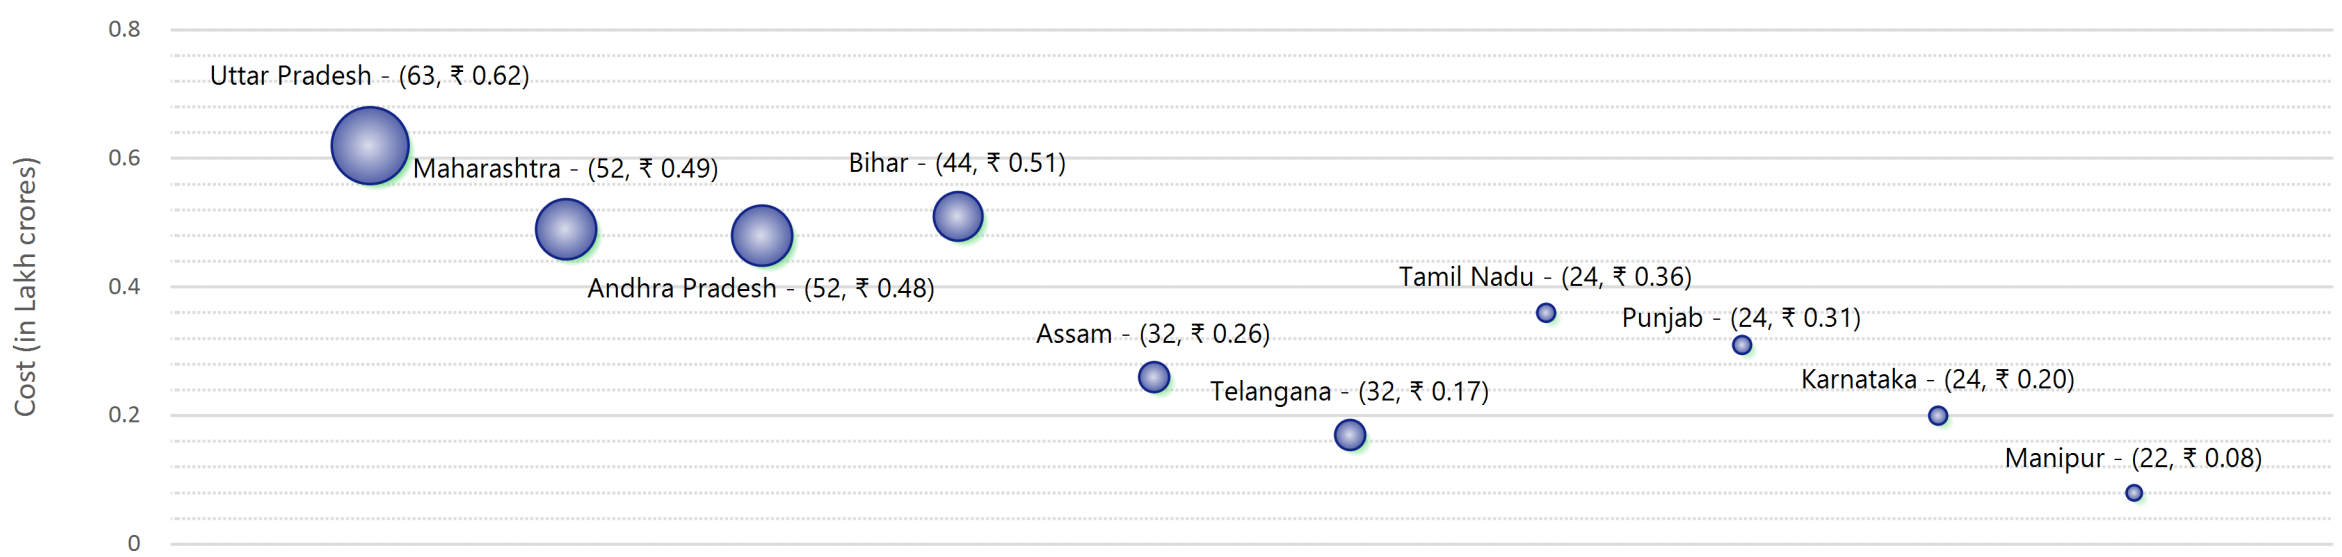 0.8
Uttar Pradesh - (63, ₹ 0.62)
0.6
Maharashtra - (52, ₹ 0.49)
Bihar - (44, ₹ 0.51)
Andhra Pradesh - (52, ₹ 0.48)
0.4
Tamil Nadu - (24, ₹ 0.36)
Assam - (32, ₹ 0.26)
Punjab - (24, ₹ 0.31)
Telangana - (32, ₹ 0.17)
Karnataka - (24, ₹ 0.20)
0.2
Manipur - (22, ₹ 0.08)
0
Cost (in Lakh crores)